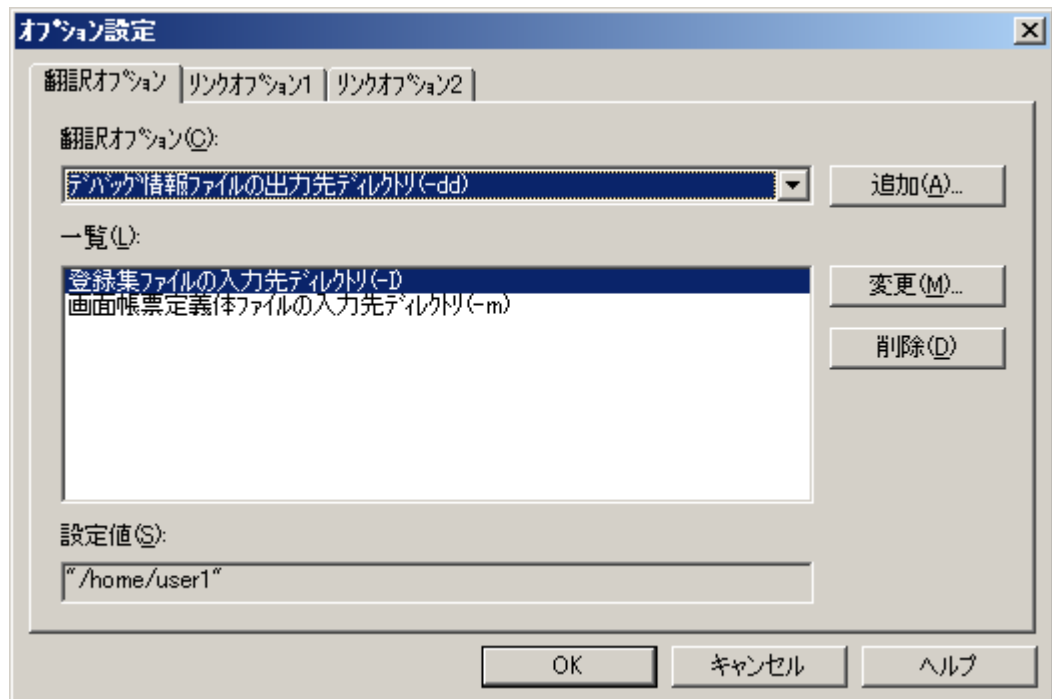 オプション設定
翻訳オプション リンクオプション1 リンクオプション2
翻訳オプション(C):
デバッグ情報ファイルの出力先ディレクトリ(-dd)
追加(A)...
一覧(L):
登録集ファイルの入力先ディレクトリ(-I)
画面帳票定義体ファイルの入力先ディレクトリ(-m)
変更(M)...
削除(D)
設定値(S):
"/home/user1"
OK キャンセル ヘルプ